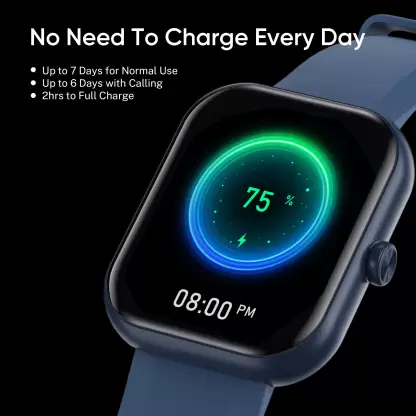 No Need To Charge Every Day
Up to 7 Days for Normal Use
Up to 6 Days with Calling
2hrs to Full Charge
75 %
08:00 PM